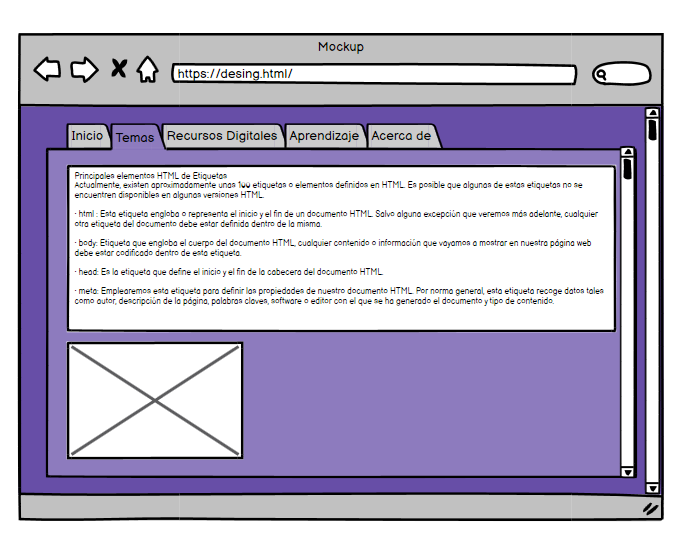 Mockup
https://desing.html/
Inicio
Temas
Recursos Digitales
Aprendizaje
Acerca de
Principales elementos HTML de Etiquetas
Actualmente, existen aproximadamente unas 100 etiquetas o elementos definidos en HTML. Es posible que algunas de estas etiquetas no se
encuentren disponibles en algunas versiones HTML.
· html : Esta etiqueta engloba o representa el inicio y el fin de un documento HTML. Salvo alguna excepción que veremos más adelante, cualquier
otra etiqueta del documento debe estar definida dentro de la misma.
· body: Etiqueta que engloba el cuerpo del documento HTML, cualquier contenido o información que vayamos a mostrar en nuestra página web
debe estar codificado dentro de esta etiqueta.
· head: Es la etiqueta que define el inicio y el fin de la cabecera del documento HTML.
· meta: Emplearemos esta etiqueta para definir las propiedades de nuestro documento HTML. Por norma general, esta etiqueta recoge datos tales
como autor, descripción de la página, palabras claves, software o editor con el que se ha generado el documento y tipo de contenido.